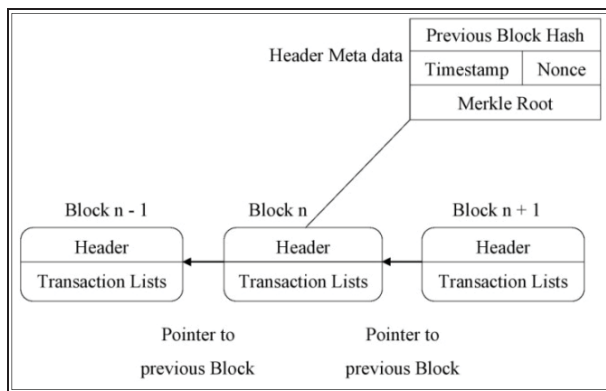 Header Meta data
Previous Block Hash
Timestamp Nonce
Merkle Root
Block n - 1 Block n Block n + 1
Header Header Header
Transaction Lists Transaction Lists Transaction Lists
Pointer to Pointer to
previous Block previous Block